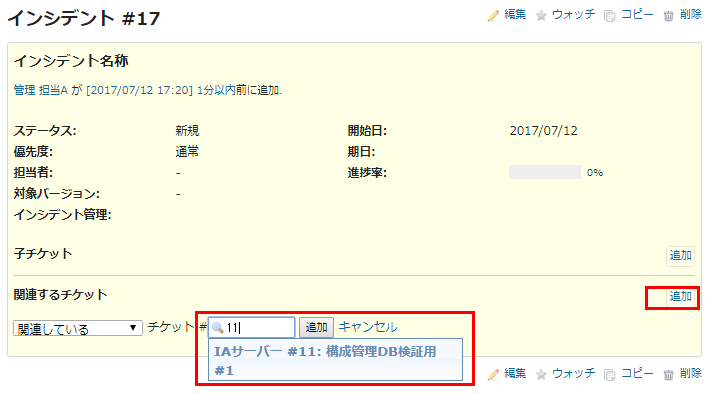 インシデント #17
編集 ウォッチ コピー 削除
インシデント名称
管理 担当A が [2017/07/12 17:20] 1分以内前に追加.
ステータス: 新規 開始日: 2017/07/12
優先度: 通常 期日:
担当者: - 進捗率: 0%
対象バージョン: -
インシデント管理:
子チケット 追加
関連するチケット 追加
関連している チケット # 11 追加 キャンセル
IAサーバー #11: 構成管理DB検証用
#1
編集 ウォッチ コピー 削除